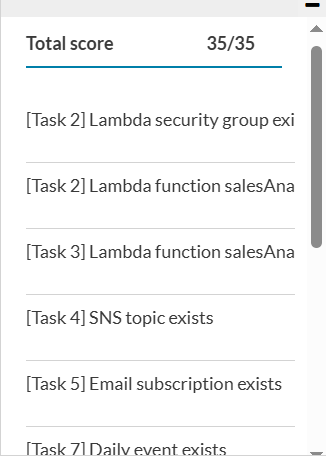 Total score 35/35
[Task 2] Lambda security group exi
[Task 2] Lambda function salesAna
[Task 3] Lambda function salesAna
[Task 4] SNS topic exists
[Task 5] Email subscription exists
[Task 7] Daily event exists